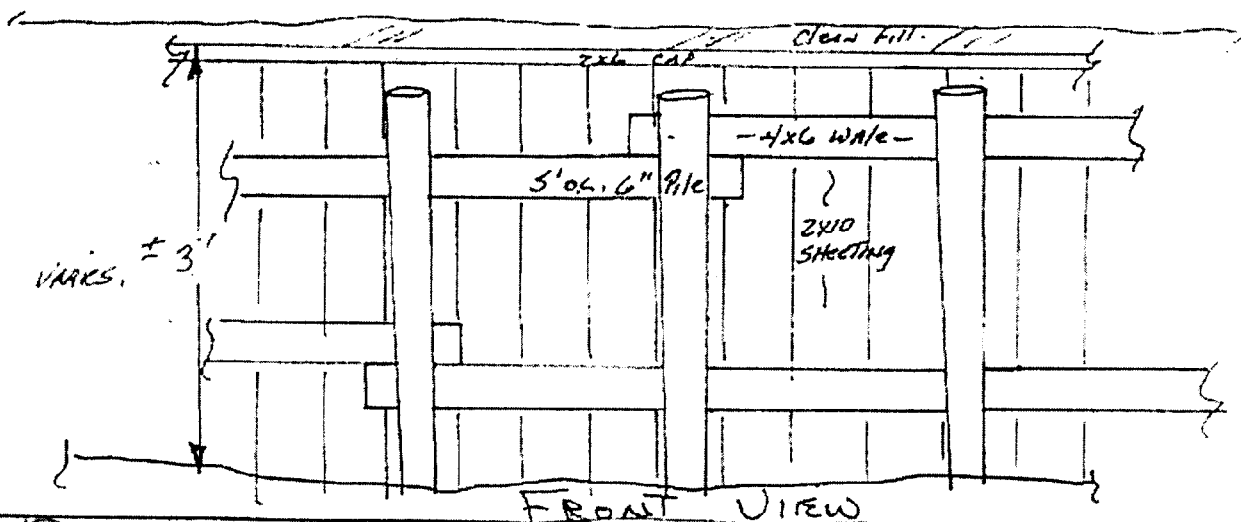 clean Fill.
2x6 CAP
-4x6 WAle-
5' o.c. 6" Pile
2x10
SHEETING
VARIES. ± 3'
FRONT VIEW